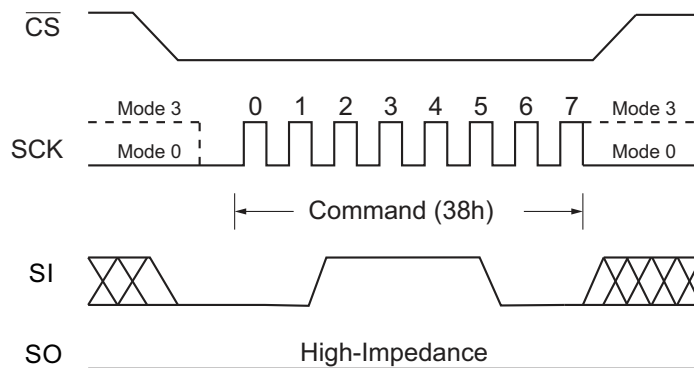 CS
Mode 3 0 1 2 3 4 5 6 7 Mode 3
SCK Mode 0 Mode 0
Command (38h)
SI
SO High-Impedance